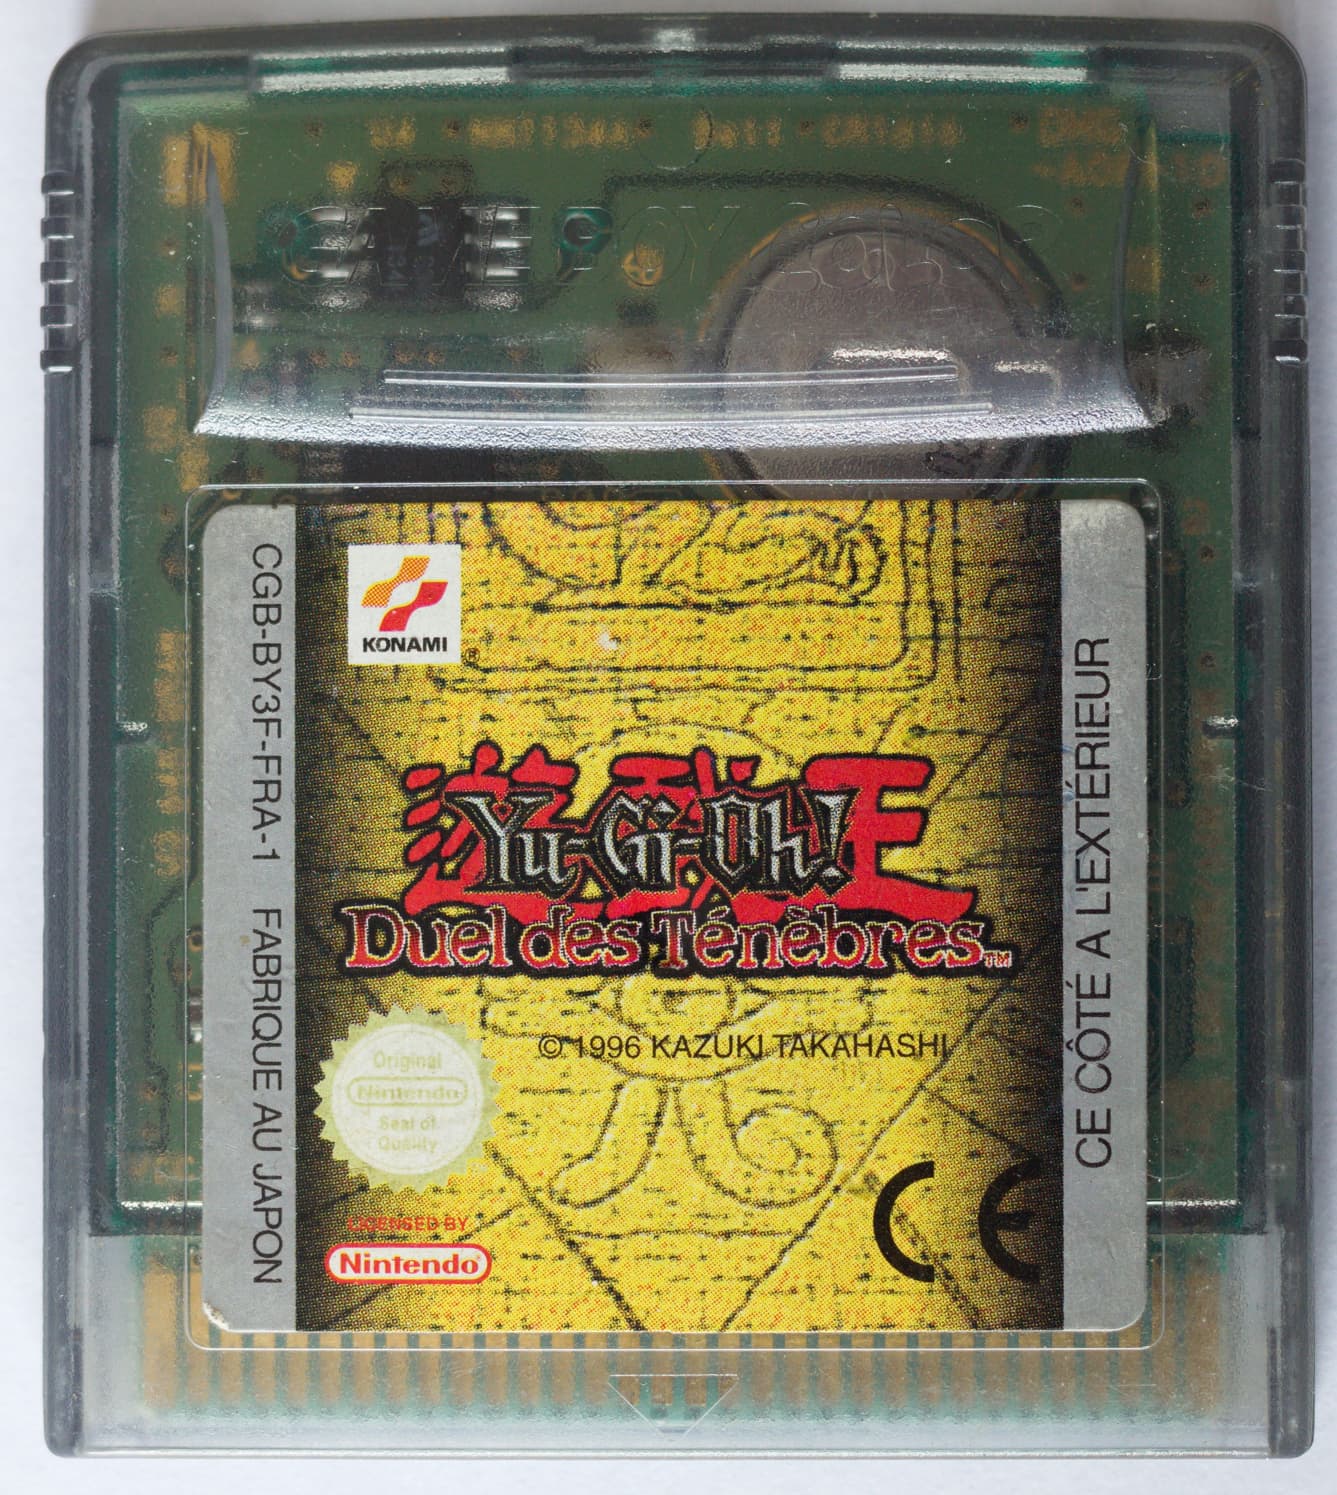 GAME BOY COLOR
KONAMI
®
CGB-BY3F-FRA-1 FABRIQUE AU JAPON
遊戯王
Yu-Gi-Oh!
Duel des Ténèbres™
© 1996 KAZUKI TAKAHASHI
Original
Nintendo
Seal of
Quality
LICENSED BY
Nintendo®
CE
CE CÔTÉ A L'EXTÉRIEUR